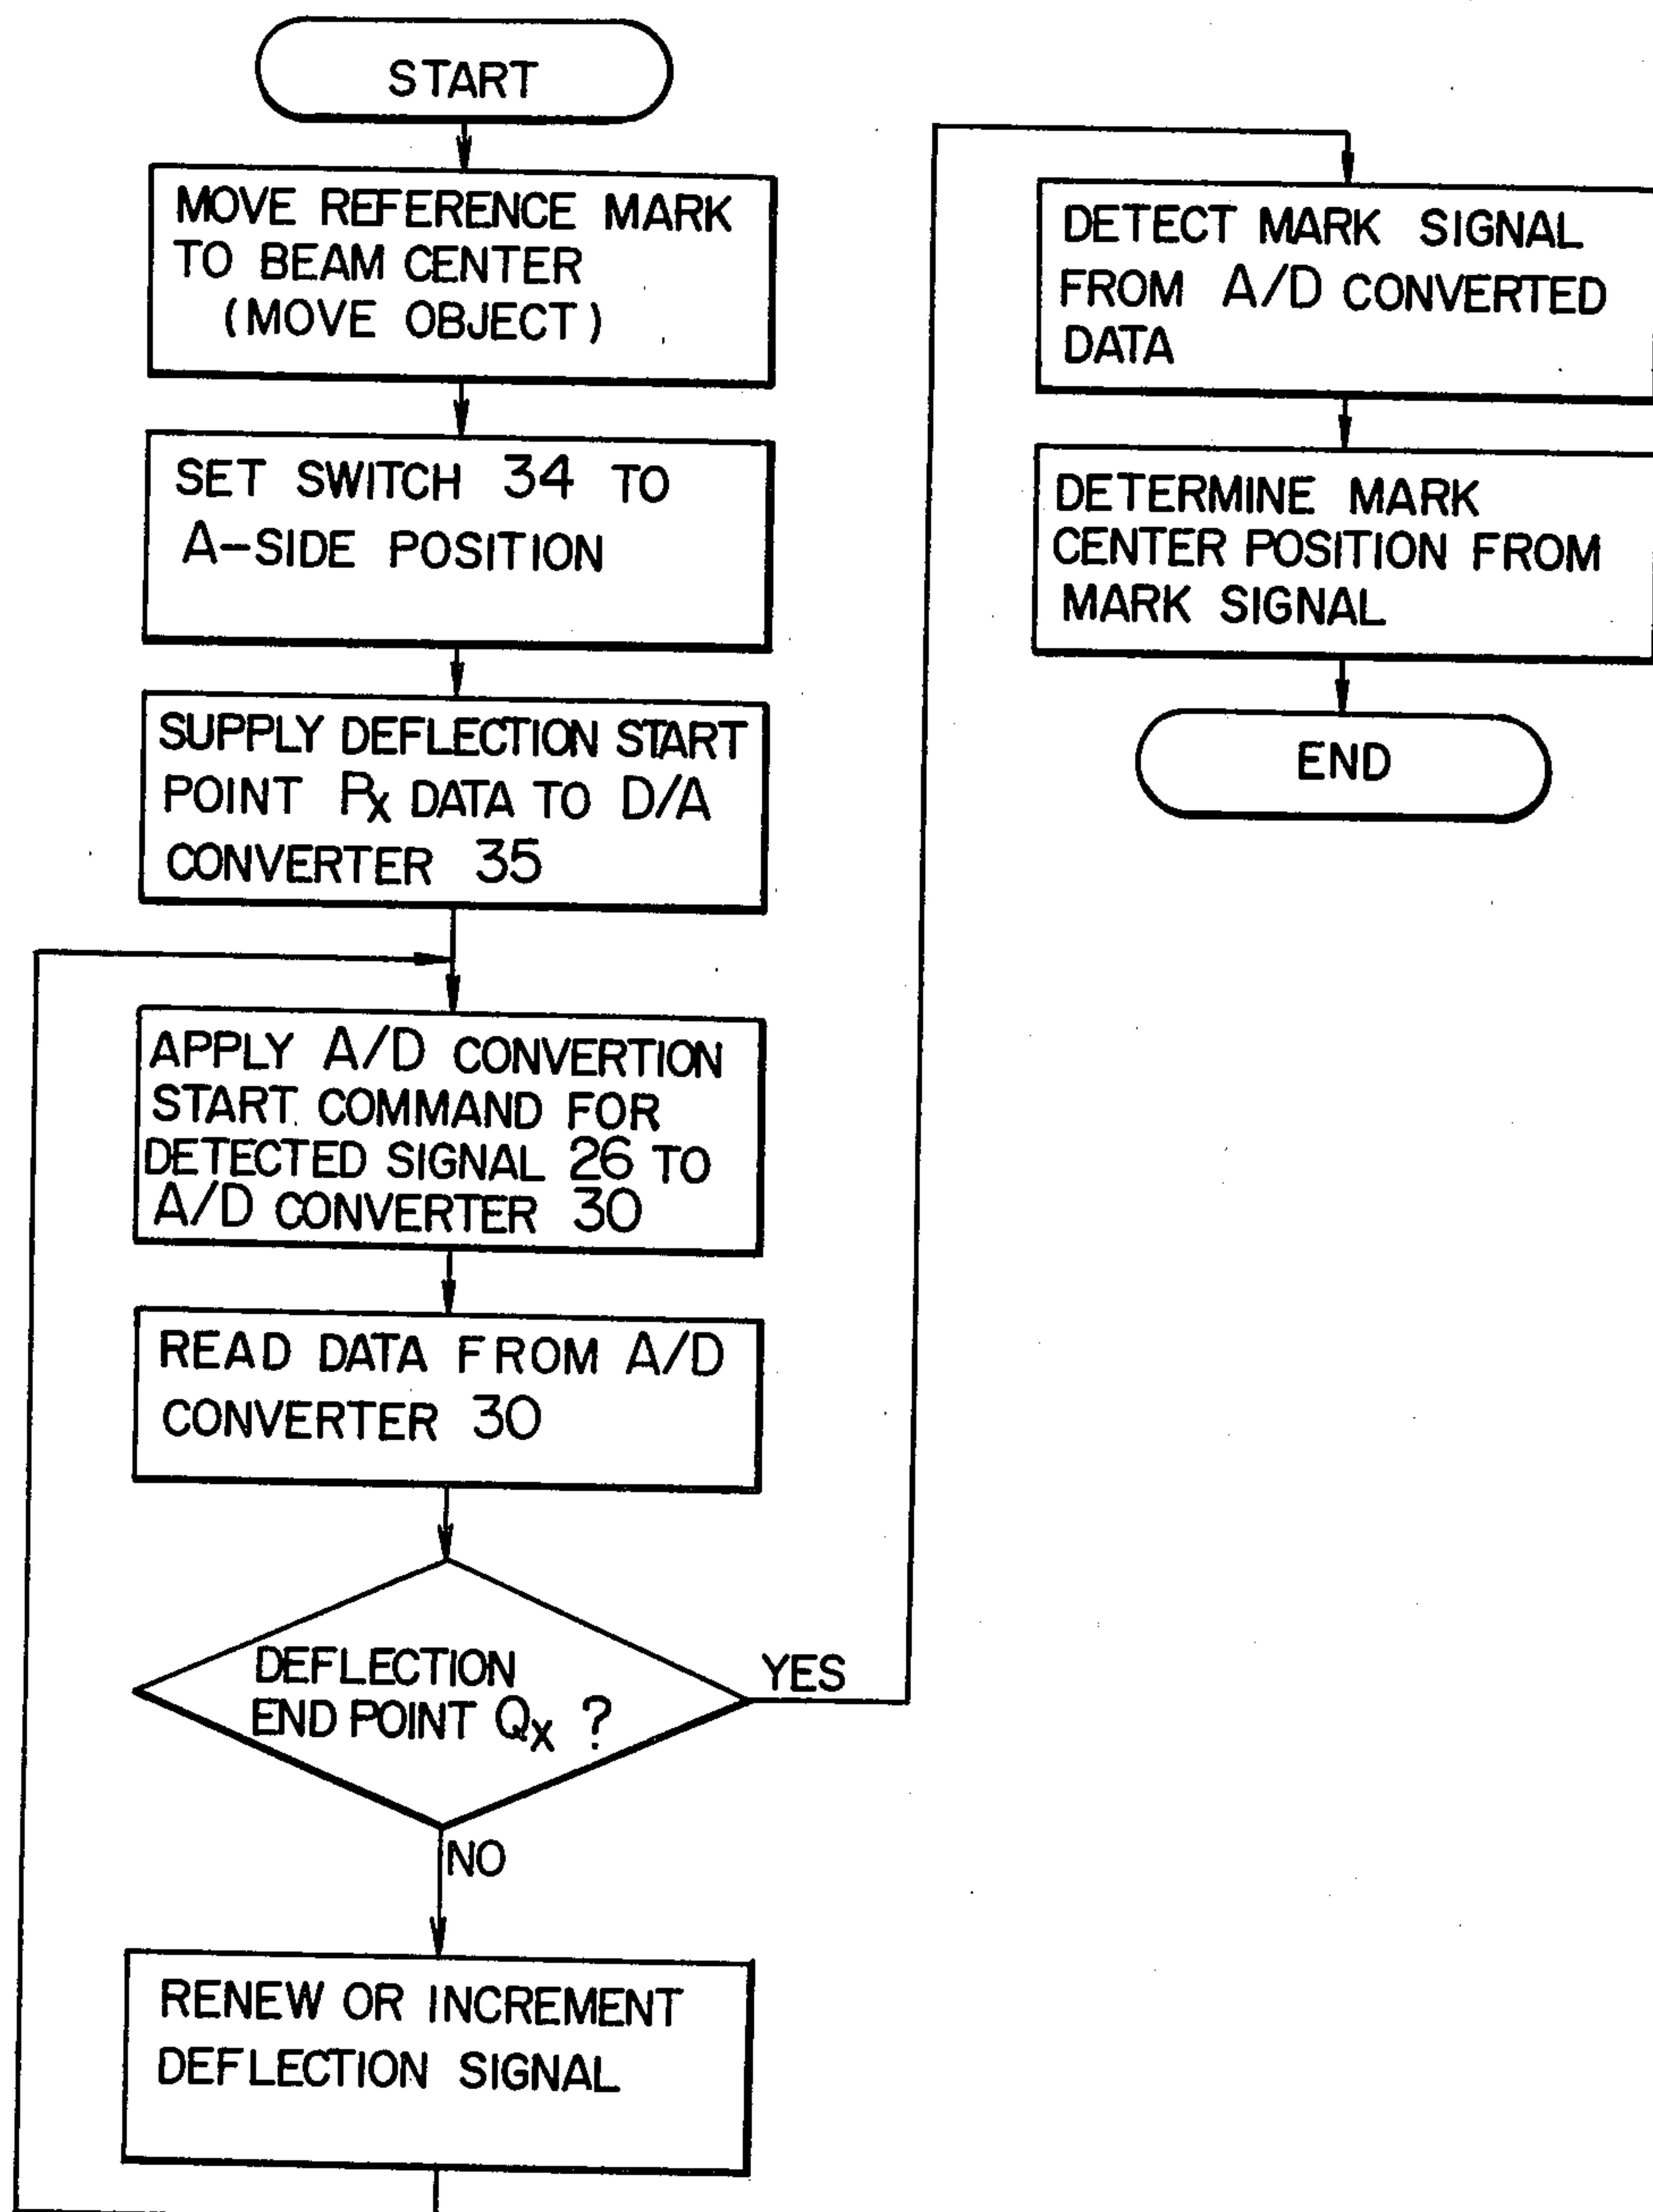 START
MOVE REFERENCE MARK
TO BEAM CENTER
(MOVE OBJECT)
SET SWITCH 34 TO
A-SIDE POSITION
SUPPLY DEFLECTION START
POINT Px DATA TO D/A
CONVERTER 35
APPLY A/D CONVERTION
START COMMAND FOR
DETECTED SIGNAL 26 TO
A/D CONVERTER 30
READ DATA FROM A/D
CONVERTER 30
DEFLECTION
END POINT Qx ?
YES
NO
RENEW OR INCREMENT
DEFLECTION SIGNAL
DETECT MARK SIGNAL
FROM A/D CONVERTED
DATA
DETERMINE MARK
CENTER POSITION FROM
MARK SIGNAL
END